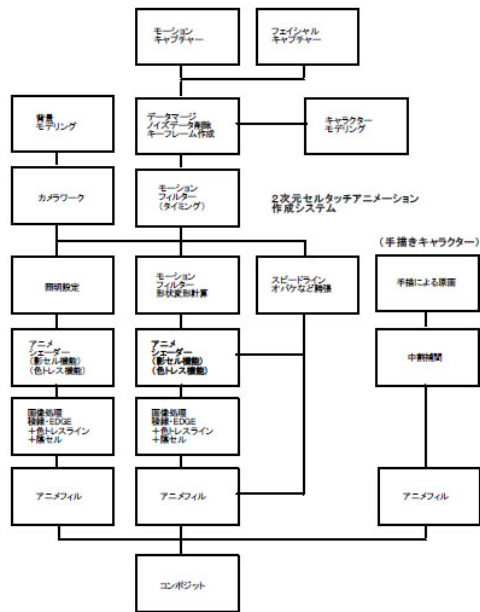 モーション
キャプチャー
フェイシャル
キャプチャー
背景
モデリング
データマージ
ノイズデータ削除
キーフレーム作成
キャラクター
モデリング
カメラワーク
モーション
フィルター
(タイミング)
2次元セルタッチアニメーション
作成システム
(手描きキャラクター)
照明設定
モーション
フィルター
形状変形計算
スピードライン
オバケなど誇張
手描による原画
アニメ
シェーダー
(影セル機能)
(色トレス機能)
アニメ
シェーダー
(影セル機能)
(色トレス機能)
中割補間
画像処理
稜線・EDGE
+色トレスライン
+陰セル
画像処理
稜線・EDGE
+色トレスライン
+陰セル
アニメフィル
アニメフィル
アニメフィル
コンポジット